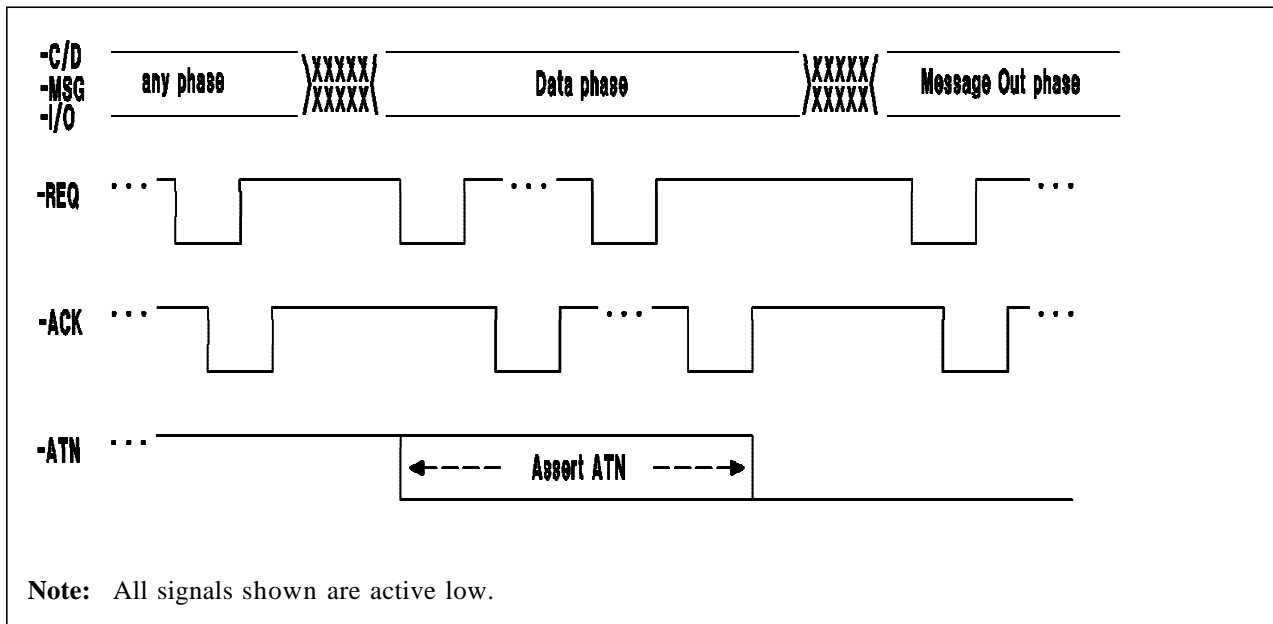 -C/D
-MSG
-I/O
any phase
XXXXX
XXXXX
Data phase
XXXXX
XXXXX
Message Out phase
-REQ ... ... ...
-ACK ... ... ...
-ATN ...
Assert ATN
Note: All signals shown are active low.